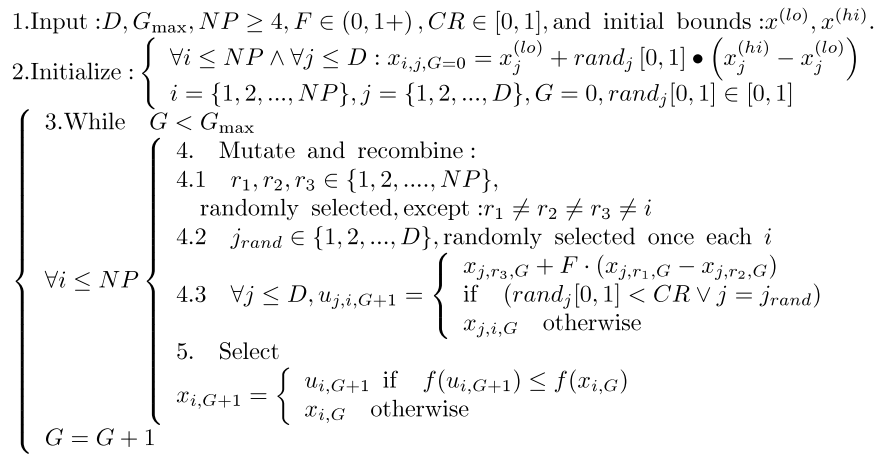 1.Input :D, G_max, NP ≥ 4, F ∈ (0, 1+) , CR ∈ [0, 1], and initial bounds :x^(lo), x^(hi).
2.Initialize : { ∀i ≤ NP ∧ ∀j ≤ D : x_{i,j,G=0} = x_j^(lo) + rand_j [0, 1] • (x_j^(hi) − x_j^(lo))
i = {1, 2, ..., NP}, j = {1, 2, ..., D}, G = 0, rand_j[0, 1] ∈ [0, 1]
3.While G < G_max
4. Mutate and recombine :
4.1 r_1, r_2, r_3 ∈ {1, 2, ...., NP},
randomly selected, except :r_1 ≠ r_2 ≠ r_3 ≠ i
4.2 j_rand ∈ {1, 2, ..., D}, randomly selected once each i
∀i ≤ NP
4.3 ∀j ≤ D, u_{j,i,G+1} = { x_{j,r_3,G} + F · (x_{j,r_1,G} − x_{j,r_2,G})
if (rand_j[0, 1] < CR ∨ j = j_rand)
x_{j,i,G} otherwise
5. Select
x_{i,G+1} = { u_{i,G+1} if f(u_{i,G+1}) ≤ f(x_{i,G})
x_{i,G} otherwise
G = G + 1